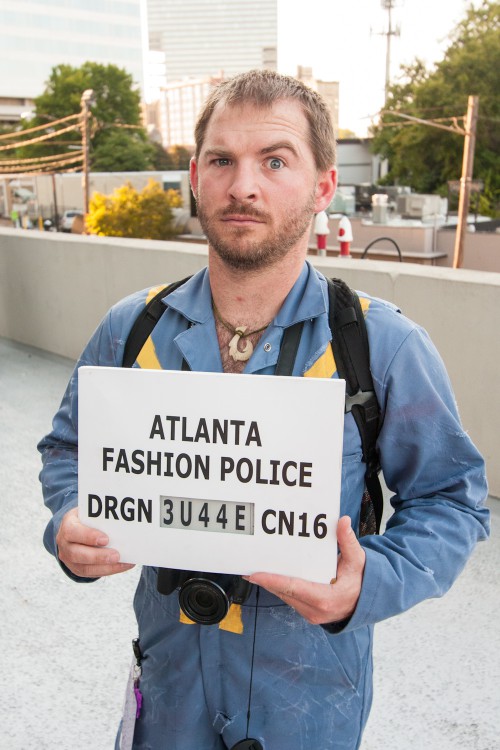 ATLANTA
FASHION POLICE
DRGN 3U44E CN16